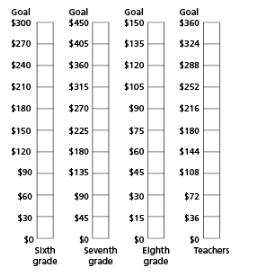 Goal Goal Goal Goal
$300 $450 $150 $360
$270 $405 $135 $324
$240 $360 $120 $288
$210 $315 $105 $252
$180 $270 $90 $216
$150 $225 $75 $180
$120 $180 $60 $144
$90 $135 $45 $108
$60 $90 $30 $72
$30 $45 $15 $36
$0 $0 $0 $0
Sixth Seventh Eighth Teachers
grade grade grade